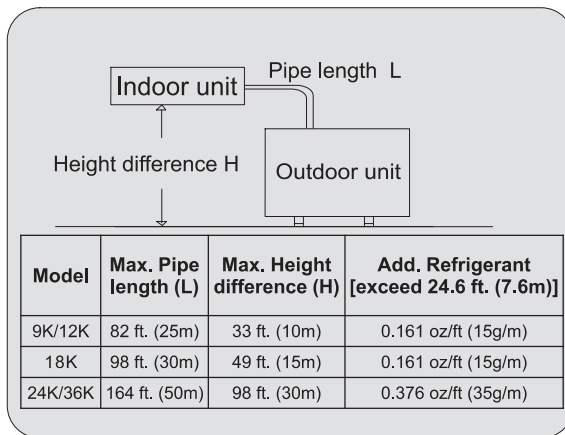 Pipe length L
Indoor unit
Height difference H
Outdoor unit
Model
Max. Pipe
length (L)
Max. Height
difference (H)
Add. Refrigerant
[exceed 24.6 ft. (7.6m)]
9K/12K 82 ft. (25m) 33 ft. (10m) 0.161 oz/ft (15g/m)
18K 98 ft. (30m) 49 ft. (15m) 0.161 oz/ft (15g/m)
24K/36K 164 ft. (50m) 98 ft. (30m) 0.376 oz/ft (35g/m)